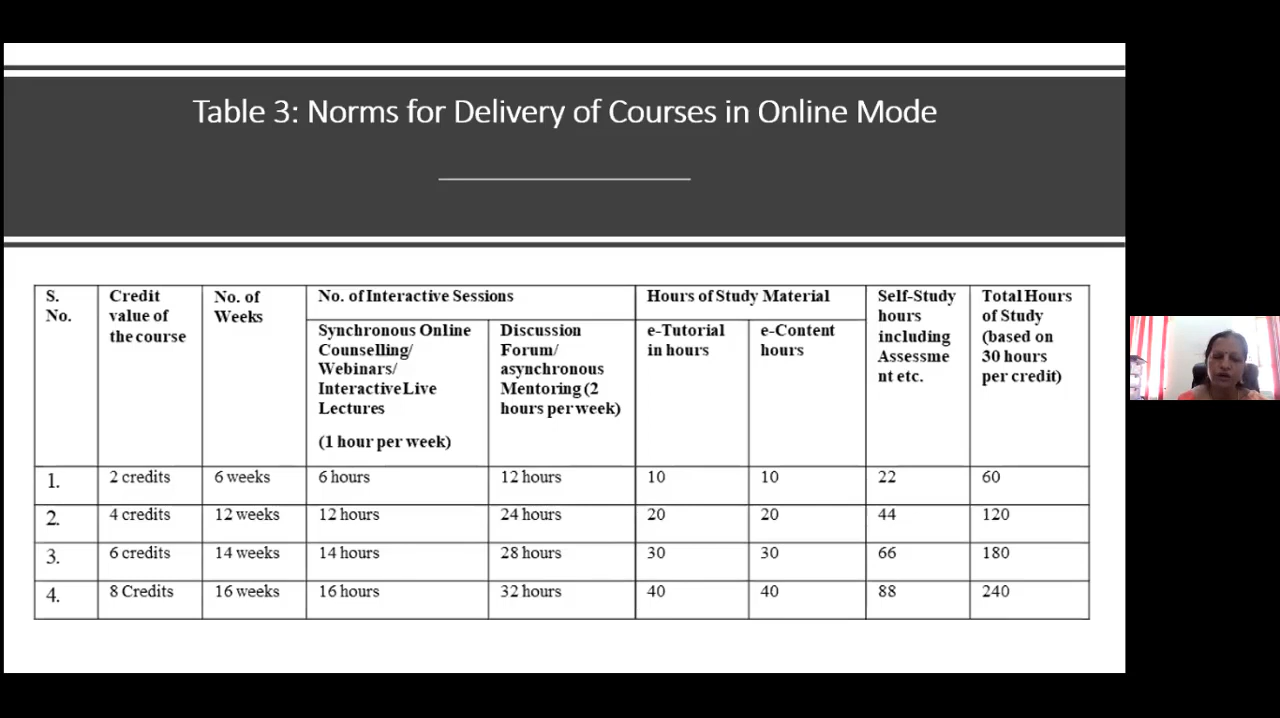 Table 3: Norms for Delivery of Courses in Online Mode
S. No.
Credit value of the course
No. of Weeks
No. of Interactive Sessions
Hours of Study Material
Self-Study hours including Assessme nt etc.
Total Hours of Study (based on 30 hours per credit)
Synchronous Online Counselling/ Webinars/ Interactive Live Lectures (1 hour per week)
Discussion Forum/ asynchronous Mentoring (2 hours per week)
e-Tutorial in hours
e-Content hours
1. 2 credits 6 weeks 6 hours 12 hours 10 10 22 60
2. 4 credits 12 weeks 12 hours 24 hours 20 20 44 120
3. 6 credits 14 weeks 14 hours 28 hours 30 30 66 180
4. 8 Credits 16 weeks 16 hours 32 hours 40 40 88 240